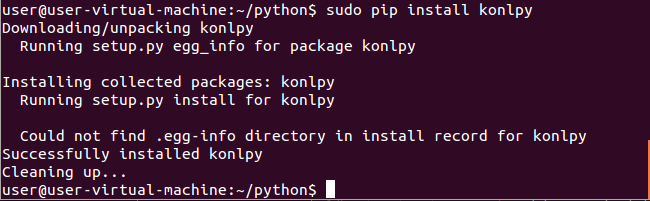 user@user-virtual-machine:~/python$ sudo pip install konlpy
Downloading/unpacking konlpy
  Running setup.py egg_info for package konlpy
Installing collected packages: konlpy
  Running setup.py install for konlpy
  Could not find .egg-info directory in install record for konlpy
Successfully installed konlpy
Cleaning up...
user@user-virtual-machine:~/python$